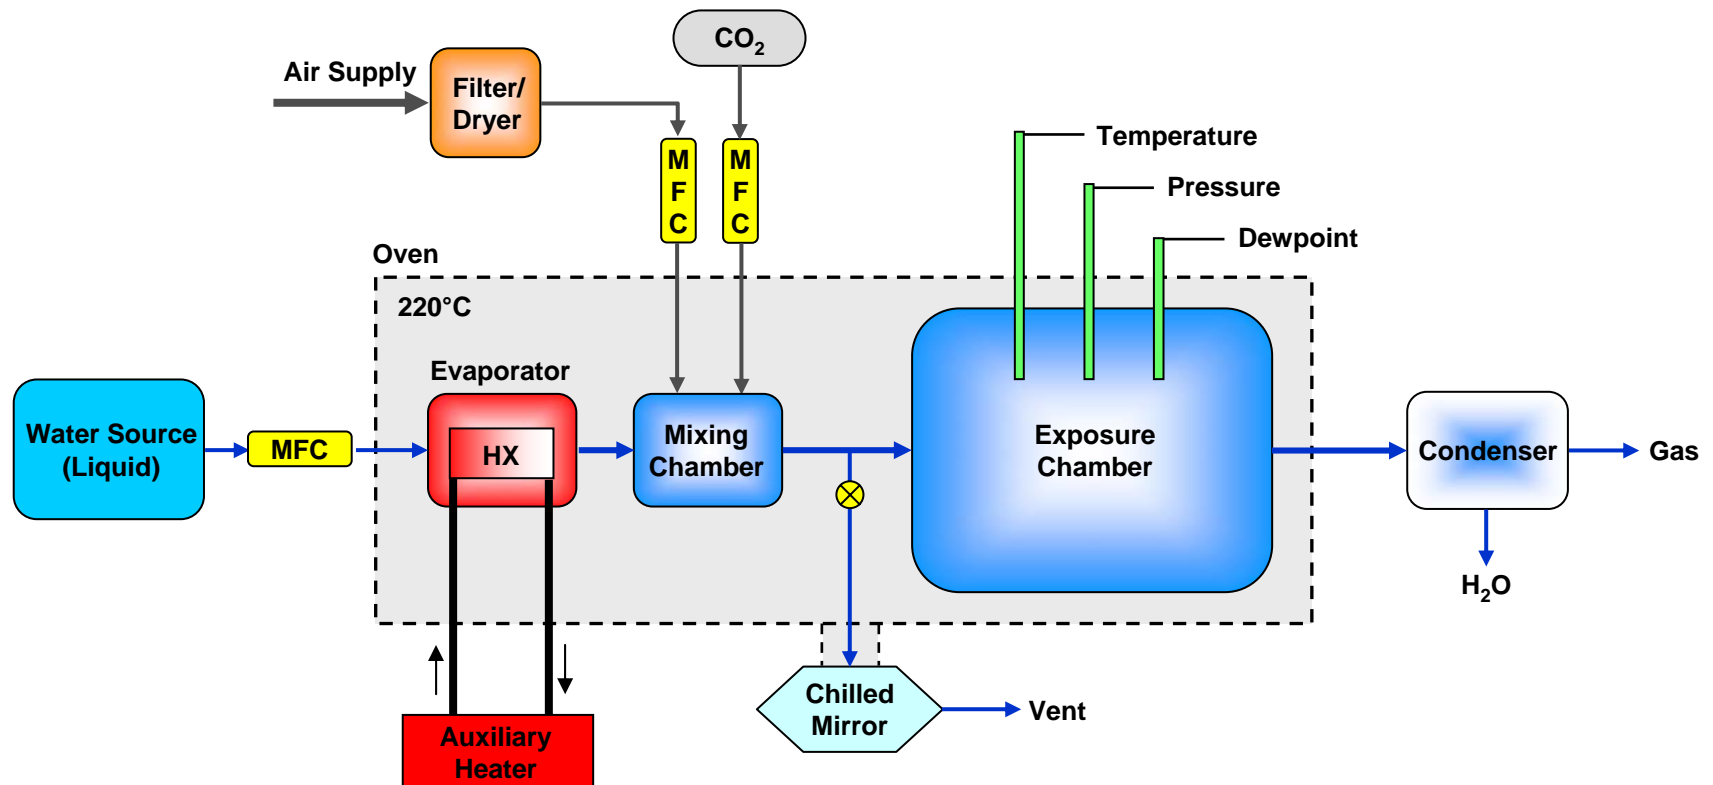 CO₂
Air Supply
Filter/
Dryer
M
F
C
M
F
C
Temperature
Pressure
Dewpoint
Oven
220°C
Evaporator
Water Source
(Liquid)
MFC
HX
Mixing
Chamber
Exposure
Chamber
Condenser
Gas
H₂O
Chilled
Mirror
Vent
Auxiliary
Heater